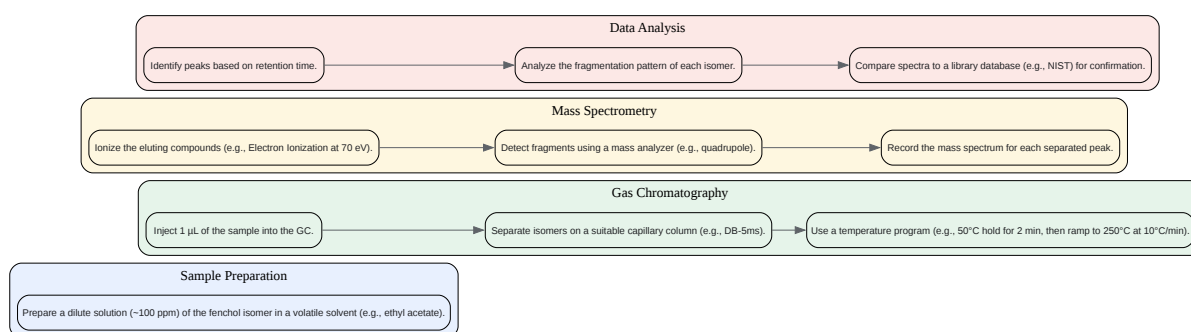 Data Analysis
Identify peaks based on retention time.
Analyze the fragmentation pattern of each isomer.
Compare spectra to a library database (e.g., NIST) for confirmation.
Mass Spectrometry
Ionize the eluting compounds (e.g., Electron Ionization at 70 eV).
Detect fragments using a mass analyzer (e.g., quadrupole).
Record the mass spectrum for each separated peak.
Gas Chromatography
Inject 1 µL of the sample into the GC.
Separate isomers on a suitable capillary column (e.g., DB-5ms).
Use a temperature program (e.g., 50°C hold for 2 min, then ramp to 250°C at 10°C/min).
Sample Preparation
Prepare a dilute solution (~100 ppm) of the fenchol isomer in a volatile solvent (e.g., ethyl acetate).